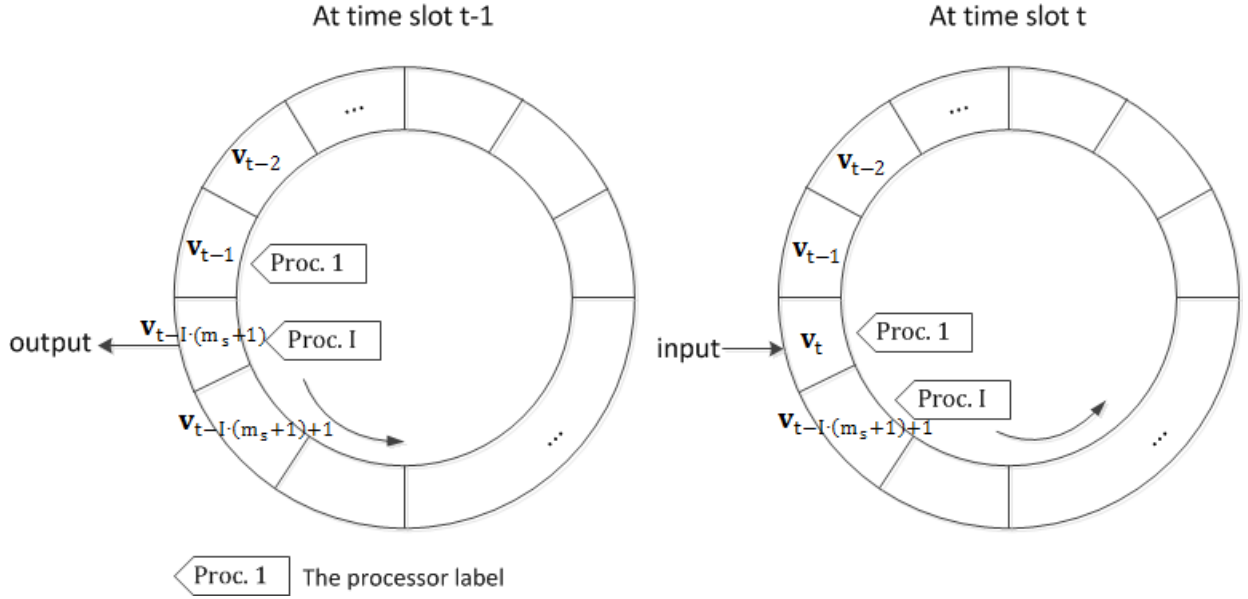 At time slot t-1
At time slot t
...
v_{t−2}
v_{t−1}
Proc. 1
output
v_{t−I·(m_s+1)}
Proc. I
v_{t−I·(m_s+1)+1}
...
...
v_{t−2}
v_{t−1}
input
v_t
Proc. 1
Proc. I
v_{t−I·(m_s+1)+1}
...
Proc. 1 The processor label